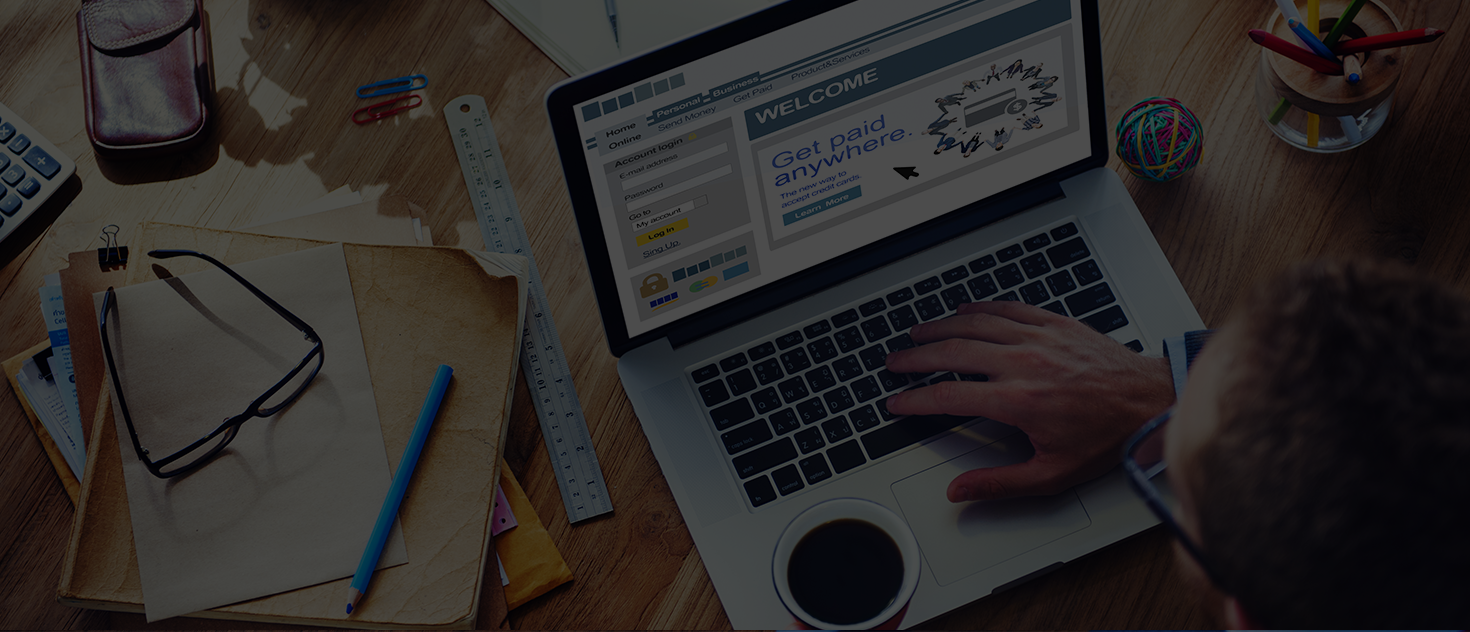 Home
Personal
Business
Product&Services
Online
Send Money
Get Paid
Account login
E-mail address
Password
Go to
My account
Log in
Sing Up.
WELCOME
Get paid
anywhere.
The new way to
accept credit cards.
Learn More